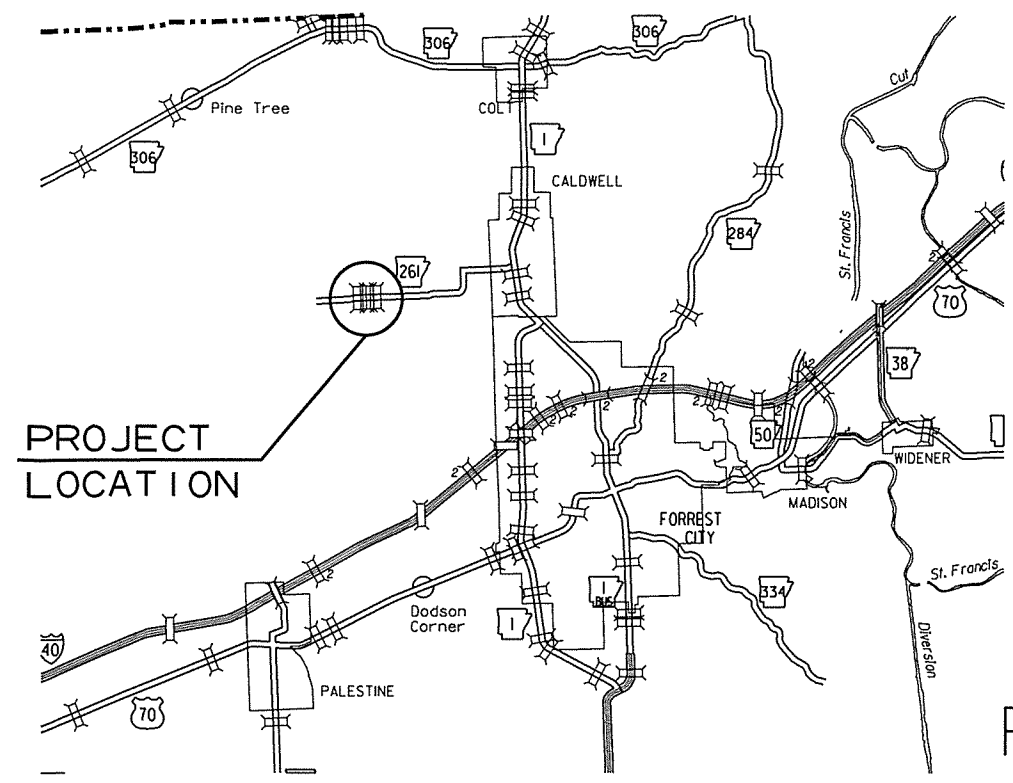 306
306
Pine Tree
COLT
Cut
306
1
CALDWELL
St. Francis
284
261
2
70
38
2
2
2
2
2
2
50
PROJECT
LOCATION
2
WIDENER
MADISON
FORREST
CITY
St. Francis
2
1
BUS.
334
Dodson
Corner
1
40
Diversion
PALESTINE
70